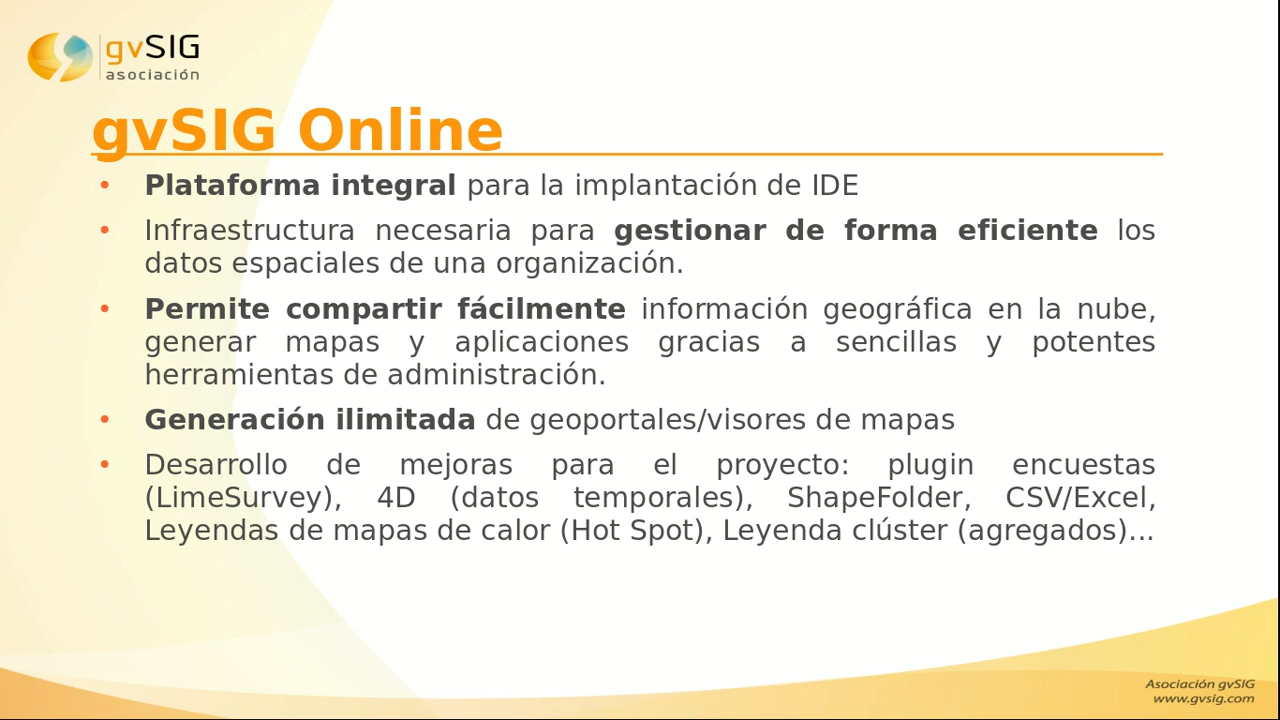 gvSIG
asociación
gvSIG Online
• Plataforma integral para la implantación de IDE
• Infraestructura necesaria para gestionar de forma eficiente los
datos espaciales de una organización.
• Permite compartir fácilmente información geográfica en la nube,
generar mapas y aplicaciones gracias a sencillas y potentes
herramientas de administración.
• Generación ilimitada de geoportales/visores de mapas
• Desarrollo de mejoras para el proyecto: plugin encuestas
(LimeSurvey), 4D (datos temporales), ShapeFolder, CSV/Excel,
Leyendas de mapas de calor (Hot Spot), Leyenda clúster (agregados)...
Asociación gvSIG
www.gvsig.com